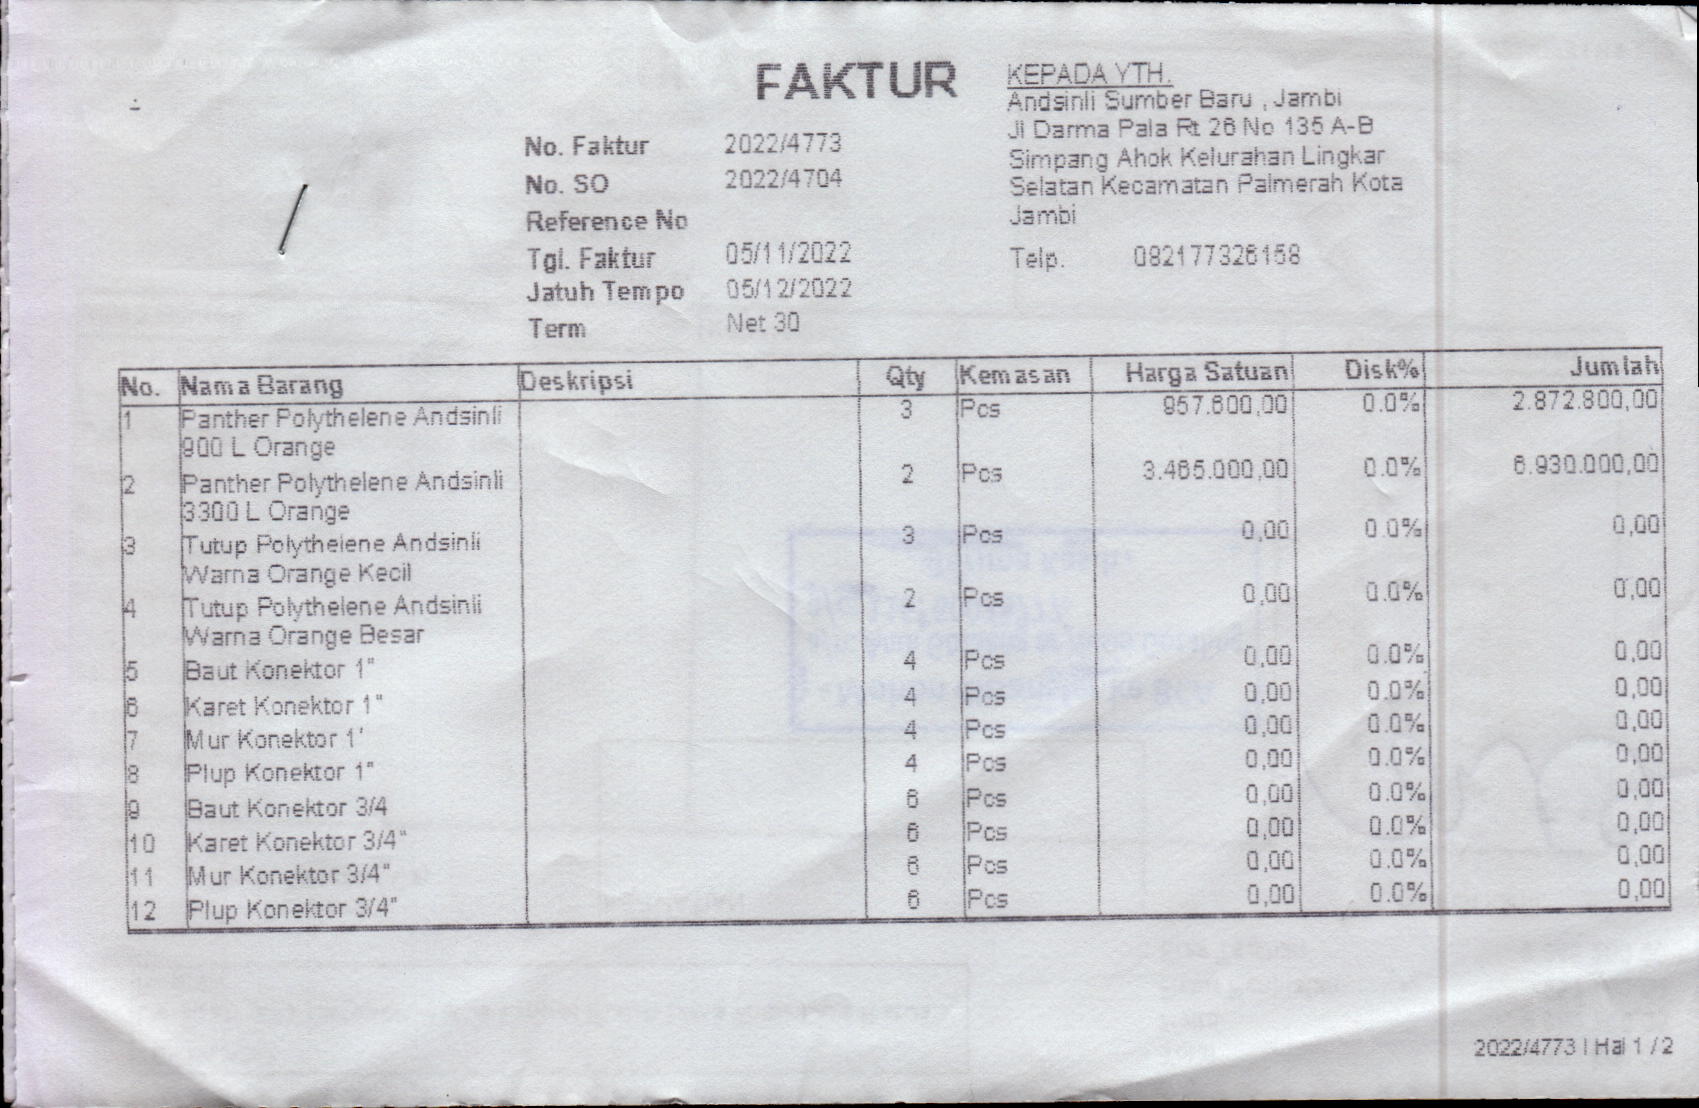 FAKTUR
No. Faktur 2022/4773
No. SO 2022/4704
Reference No
Tgl. Faktur 05/11/2022
Jatuh Tempo 05/12/2022
Term Net 30
KEPADA YTH.
Andsinli Sumber Baru , Jambi
Jl Darma Pala Rt 26 No 135 A-B
Simpang Ahok Kelurahan Lingkar
Selatan Kecamatan Palmerah Kota
Jambi
Telp. 082177326158
No. Nama Barang Deskripsi Qty Kemasan Harga Satuan Disk% Jumlah
1 Panther Polythelene Andsinli 3 Pcs 957.600,00 0.0% 2.872.800,00
900 L Orange
2 Panther Polythelene Andsinli 2 Pcs 3.465.000,00 0.0% 6.930.000,00
3300 L Orange
3 Tutup Polythelene Andsinli 3 Pcs 0,00 0.0% 0,00
Warna Orange Kecil
4 Tutup Polythelene Andsinli 2 Pcs 0,00 0.0% 0,00
Warna Orange Besar
5 Baut Konektor 1" 4 Pcs 0,00 0.0% 0,00
6 Karet Konektor 1" 4 Pcs 0,00 0.0% 0,00
7 Mur Konektor 1' 4 Pcs 0,00 0.0% 0,00
8 Plup Konektor 1" 4 Pcs 0,00 0.0% 0,00
9 Baut Konektor 3/4 6 Pcs 0,00 0.0% 0,00
10 Karet Konektor 3/4" 6 Pcs 0,00 0.0% 0,00
11 Mur Konektor 3/4" 6 Pcs 0,00 0.0% 0,00
12 Plup Konektor 3/4" 6 Pcs 0,00 0.0% 0,00
2022/4773 | Hal 1 / 2